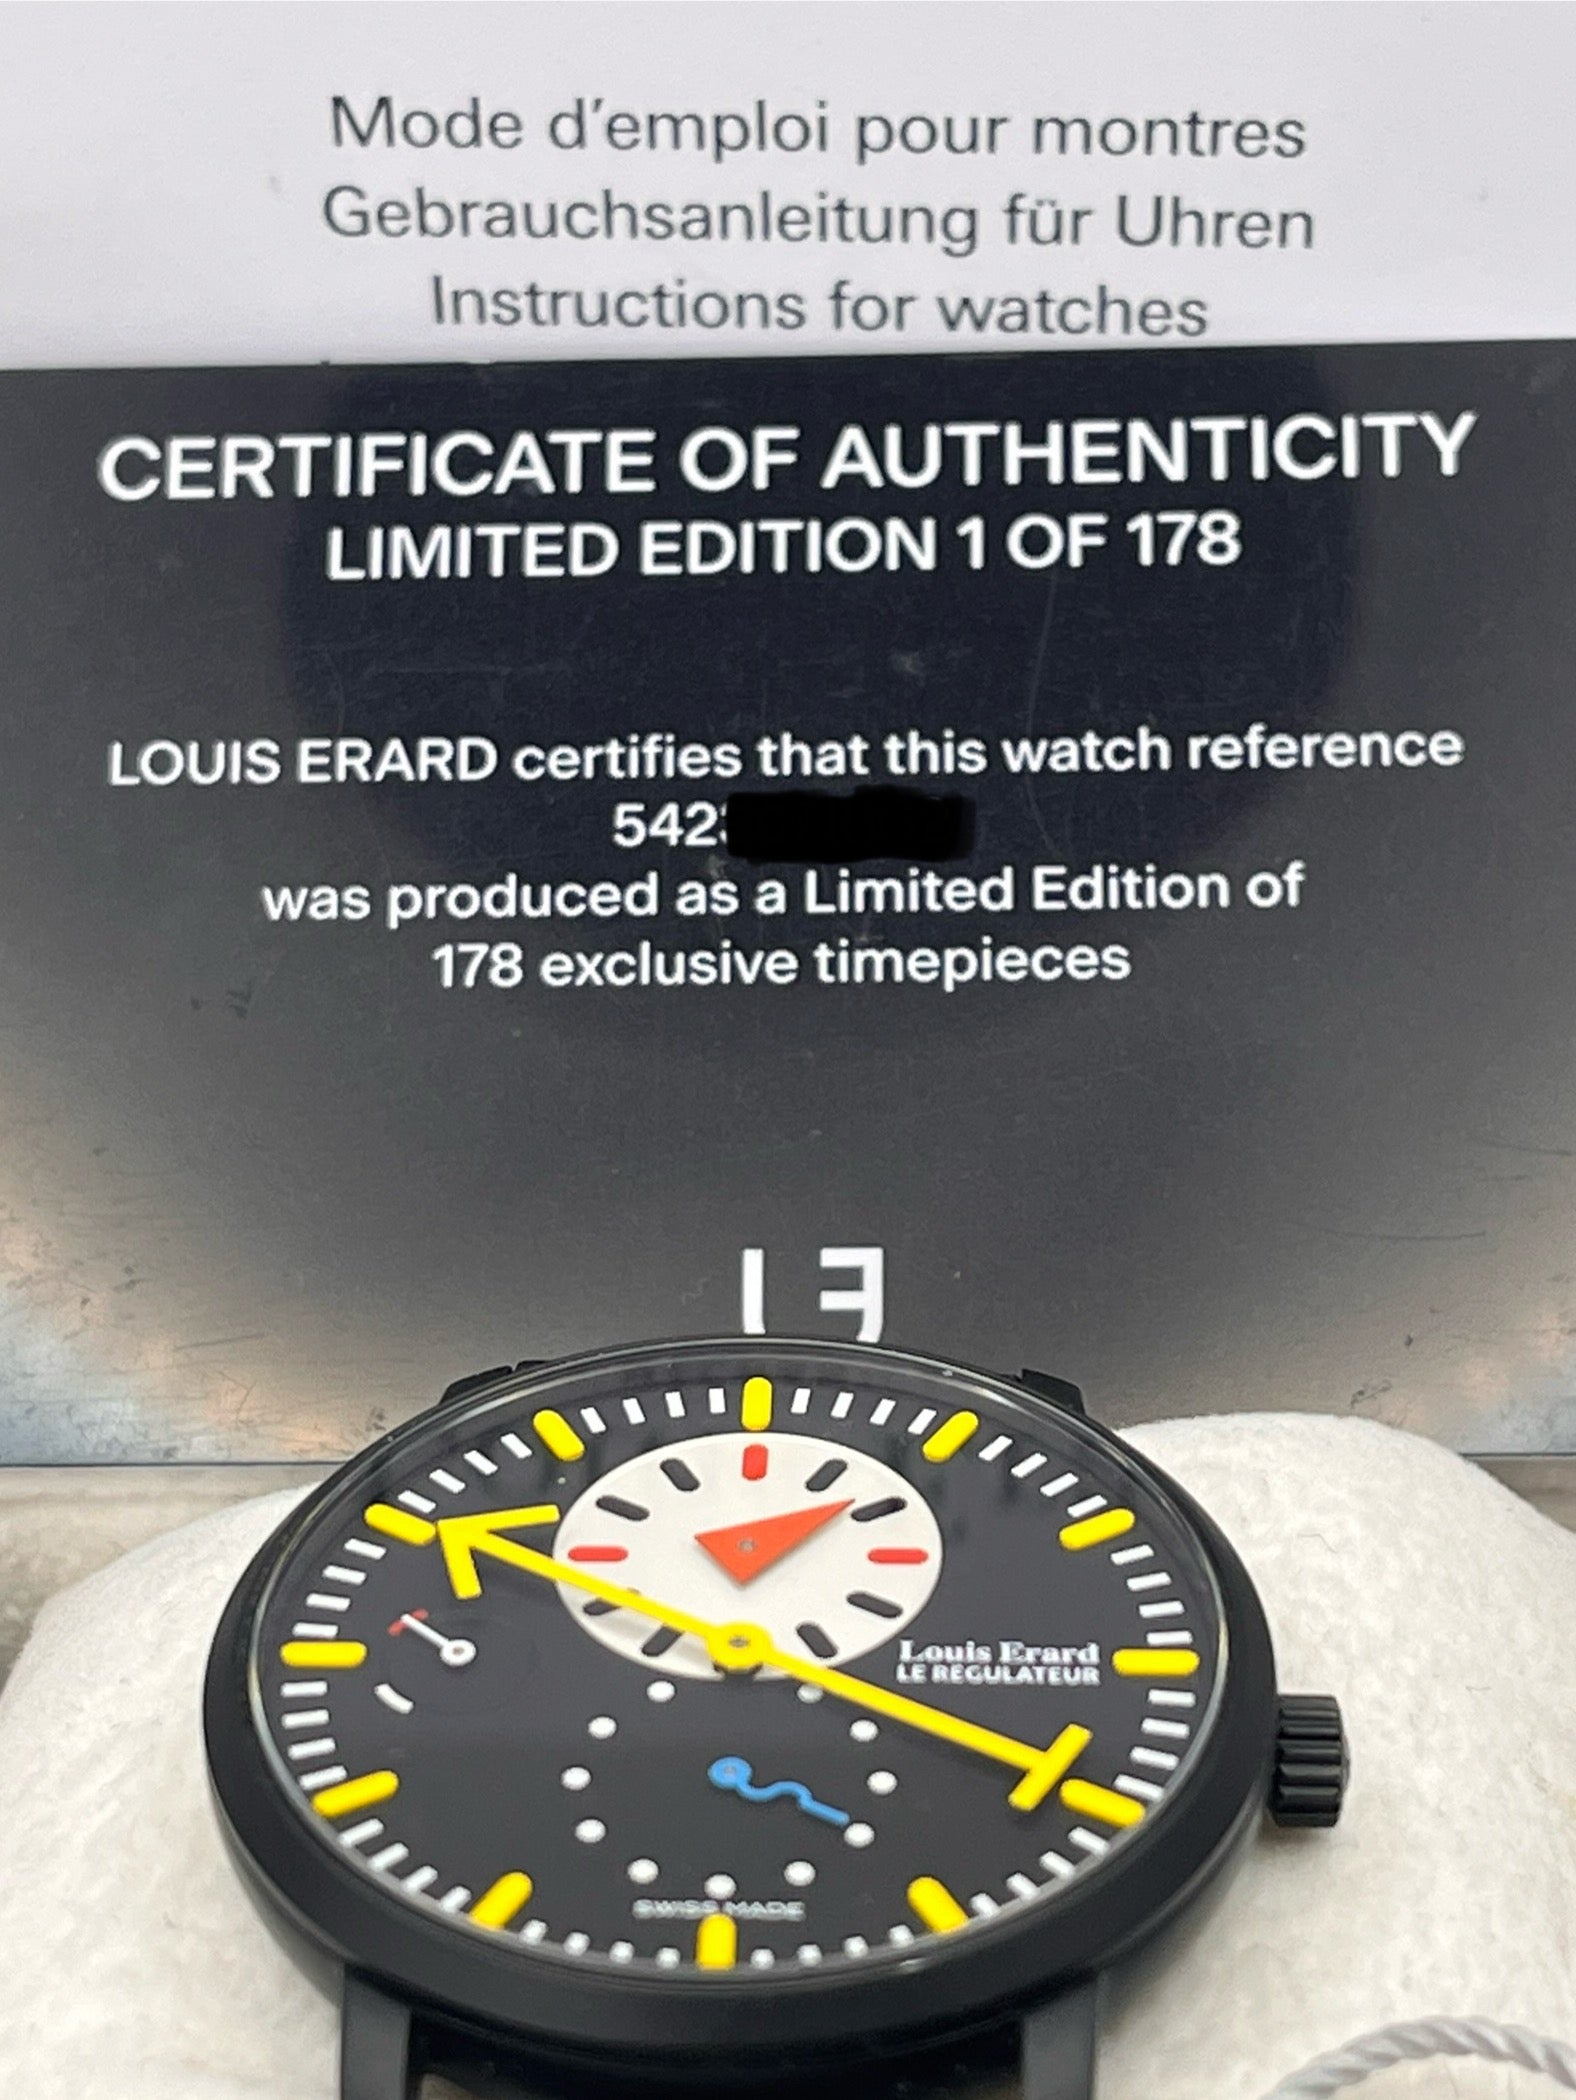 Mode d'emploi pour montres
Gebrauchsanleitung für Uhren
Instructions for watches
CERTIFICATE OF AUTHENTICITY
LIMITED EDITION 1 OF 178
LOUIS ERARD certifies that this watch reference
542
was produced as a Limited Edition of
178 exclusive timepieces
Louis Erard
LE REGULATEUR
SWISS MADE